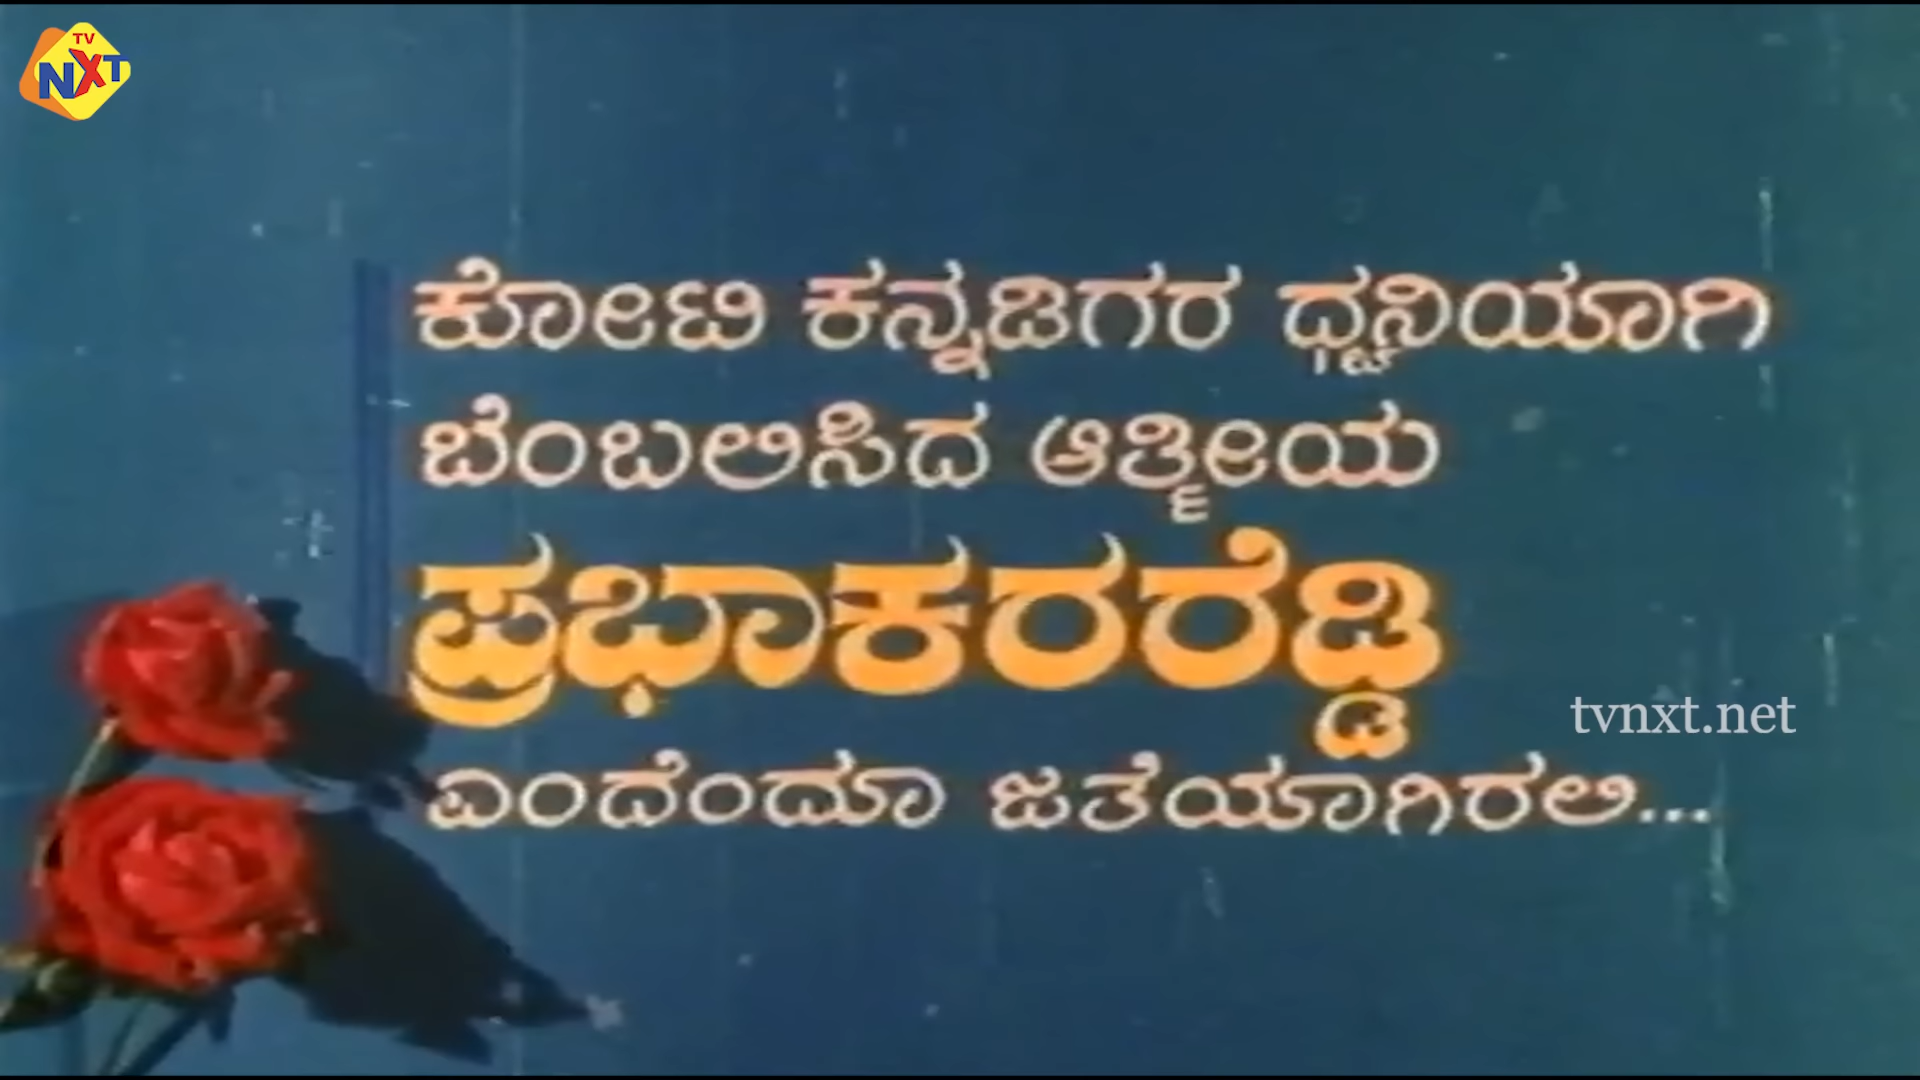 TV
NXT
ಕೋಟಿ ಕನ್ನಡಿಗರ ಧ್ವನಿಯಾಗಿ
ಬೆಂಬಲಿಸಿದ ಆತ್ಮೀಯ
ಪ್ರಭಾಕರರೆಡ್ಡಿ
tvnxt.net
ಎಂದೆಂದೂ ಜತೆಯಾಗಿರಲಿ...